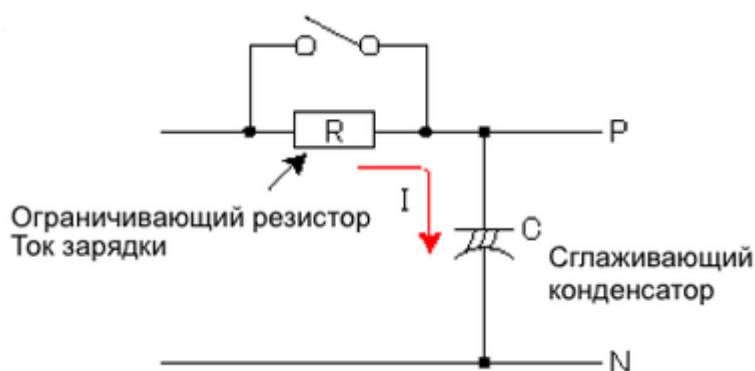 R
P
I
Ограничивающий резистор
Ток зарядки
C
Сглаживающий
конденсатор
N